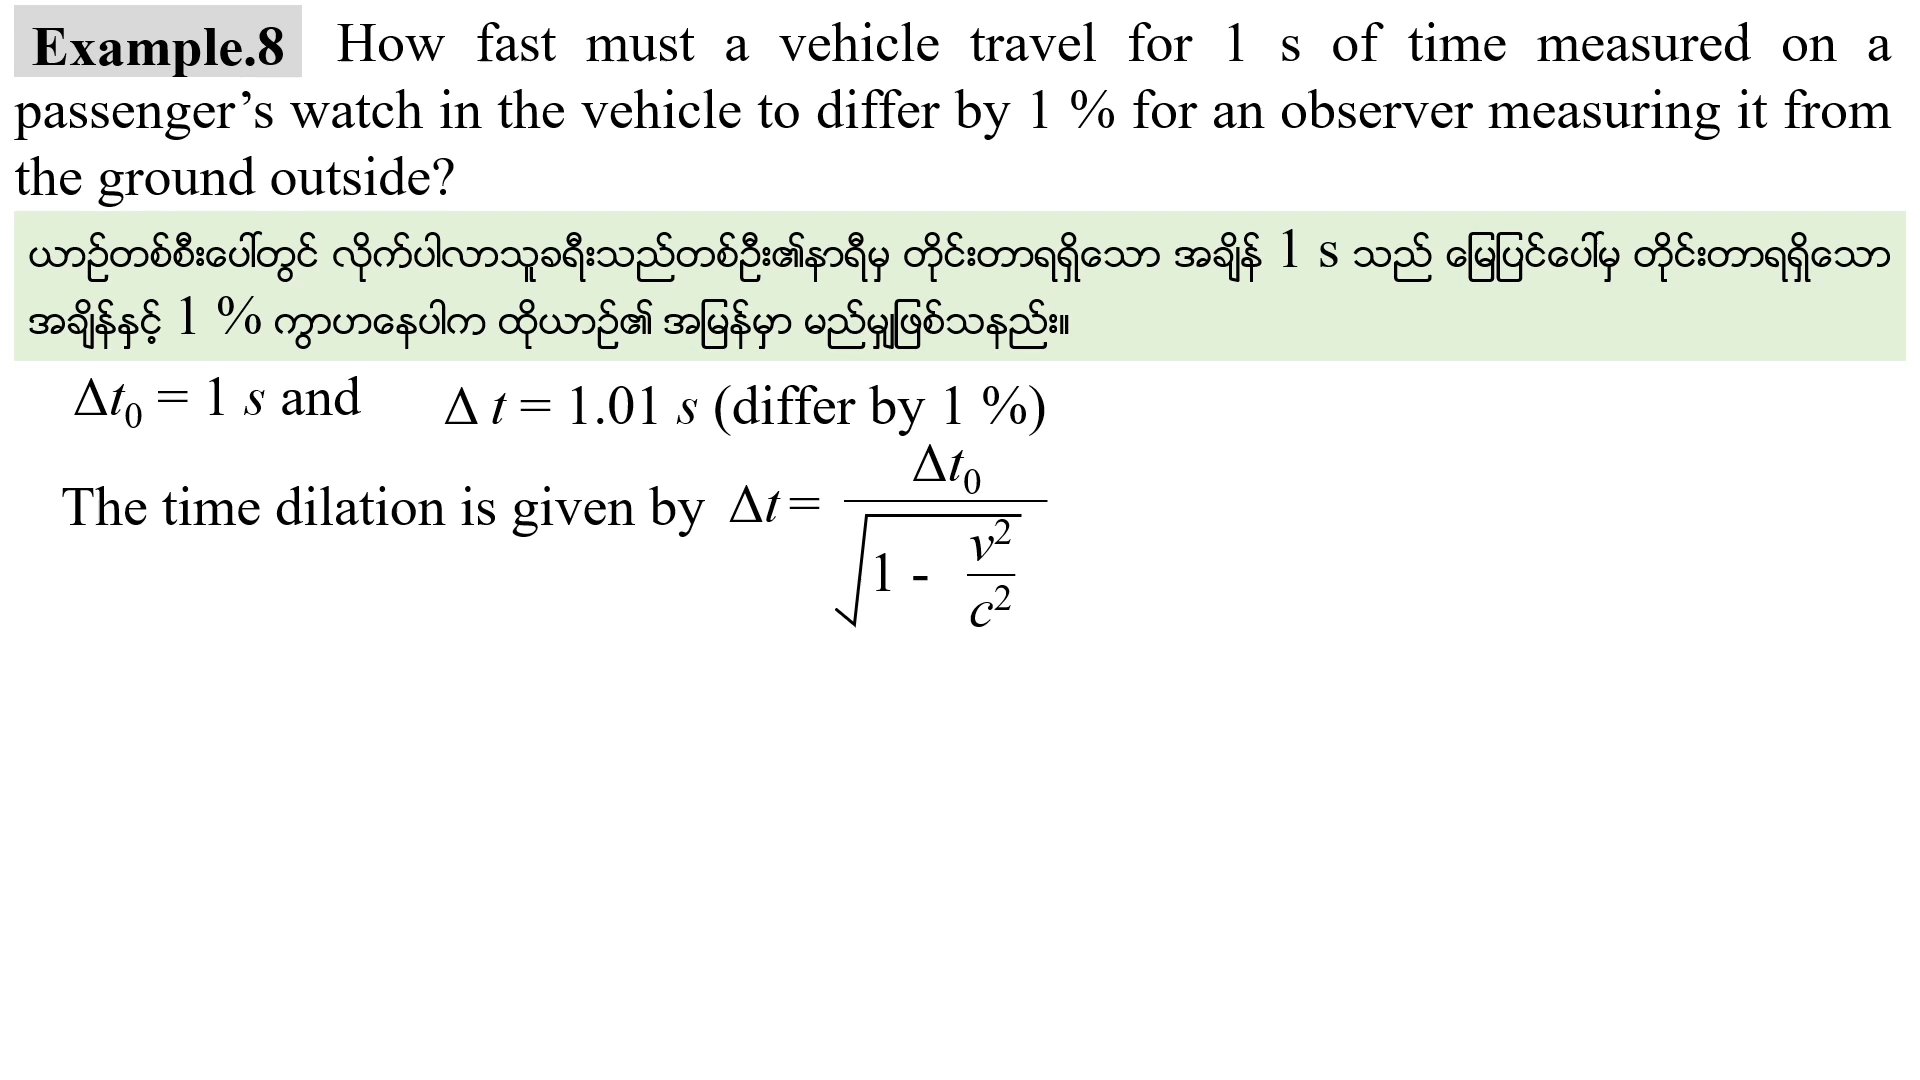 Example.8 How fast must a vehicle travel for 1 s of time measured on a
passenger’s watch in the vehicle to differ by 1 % for an observer measuring it from
the ground outside?
ယာဉ်တစ်စီးပေါ်တွင် လိုက်ပါလာသူခရီးသည်တစ်ဦး၏နာရီမှ တိုင်းတာရရှိသော အချိန် 1 s သည် မြေပြင်ပေါ်မှ တိုင်းတာရရှိသော
အချိန်နှင့် 1 % ကွာဟနေပါက ထိုယာဉ်၏ အမြန်မှာ မည်မျှဖြစ်သနည်း။
Δt₀ = 1 s and Δ t = 1.01 s (differ by 1 %)
The time dilation is given by Δt = Δt₀ / √(1 - v²/c²)